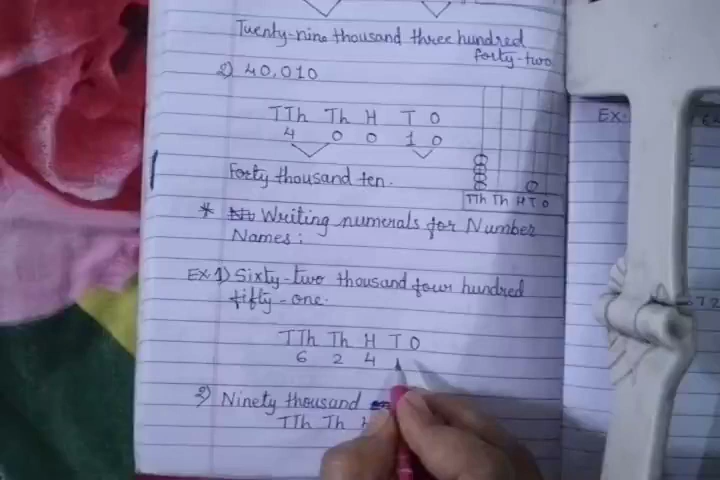 Twenty-nine thousand three hundred
forty-two
2) 40,010
TTh Th H T O
4 0 0 1 0
TTh Th H T O
Forty thousand ten.
* Writing numerals for Number
Names:
Ex. 1) Sixty-two thousand four hundred
fifty-one.
TTh Th H T O
6 2 4
2) Ninety thousand
TTh Th H
EX.